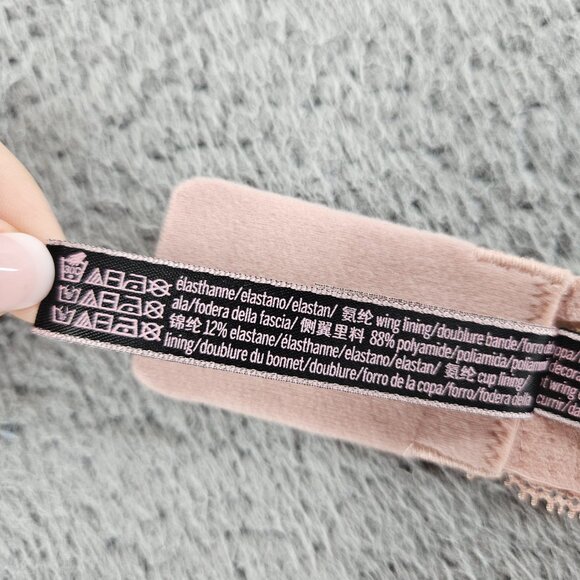 élasthanne/elastano/elastan/ 氨纶 wing lining/doublure bande/forro
ala/fodera della fascia/ 侧翼里料 88% polyamide/poliamida/poliammide
锦纶 12% elastane/élasthanne/elastano/elastan/ 氨纶 cup lining/
lining/doublure du bonnet/doublure/forro de la copa/forro/fodera della